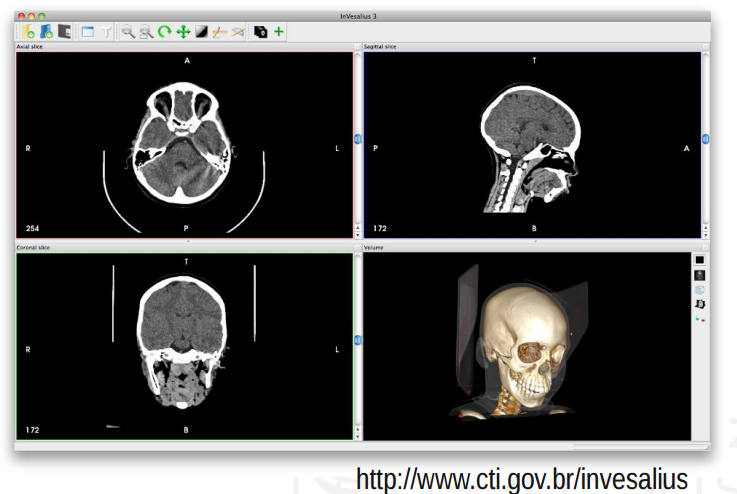 InVesalius 3
Axial slice
A
R
L
254
P
Sagittal slice
T
P
A
172
B
Coronal slice
T
R
L
172
B
Volume
http://www.cti.gov.br/invesalius